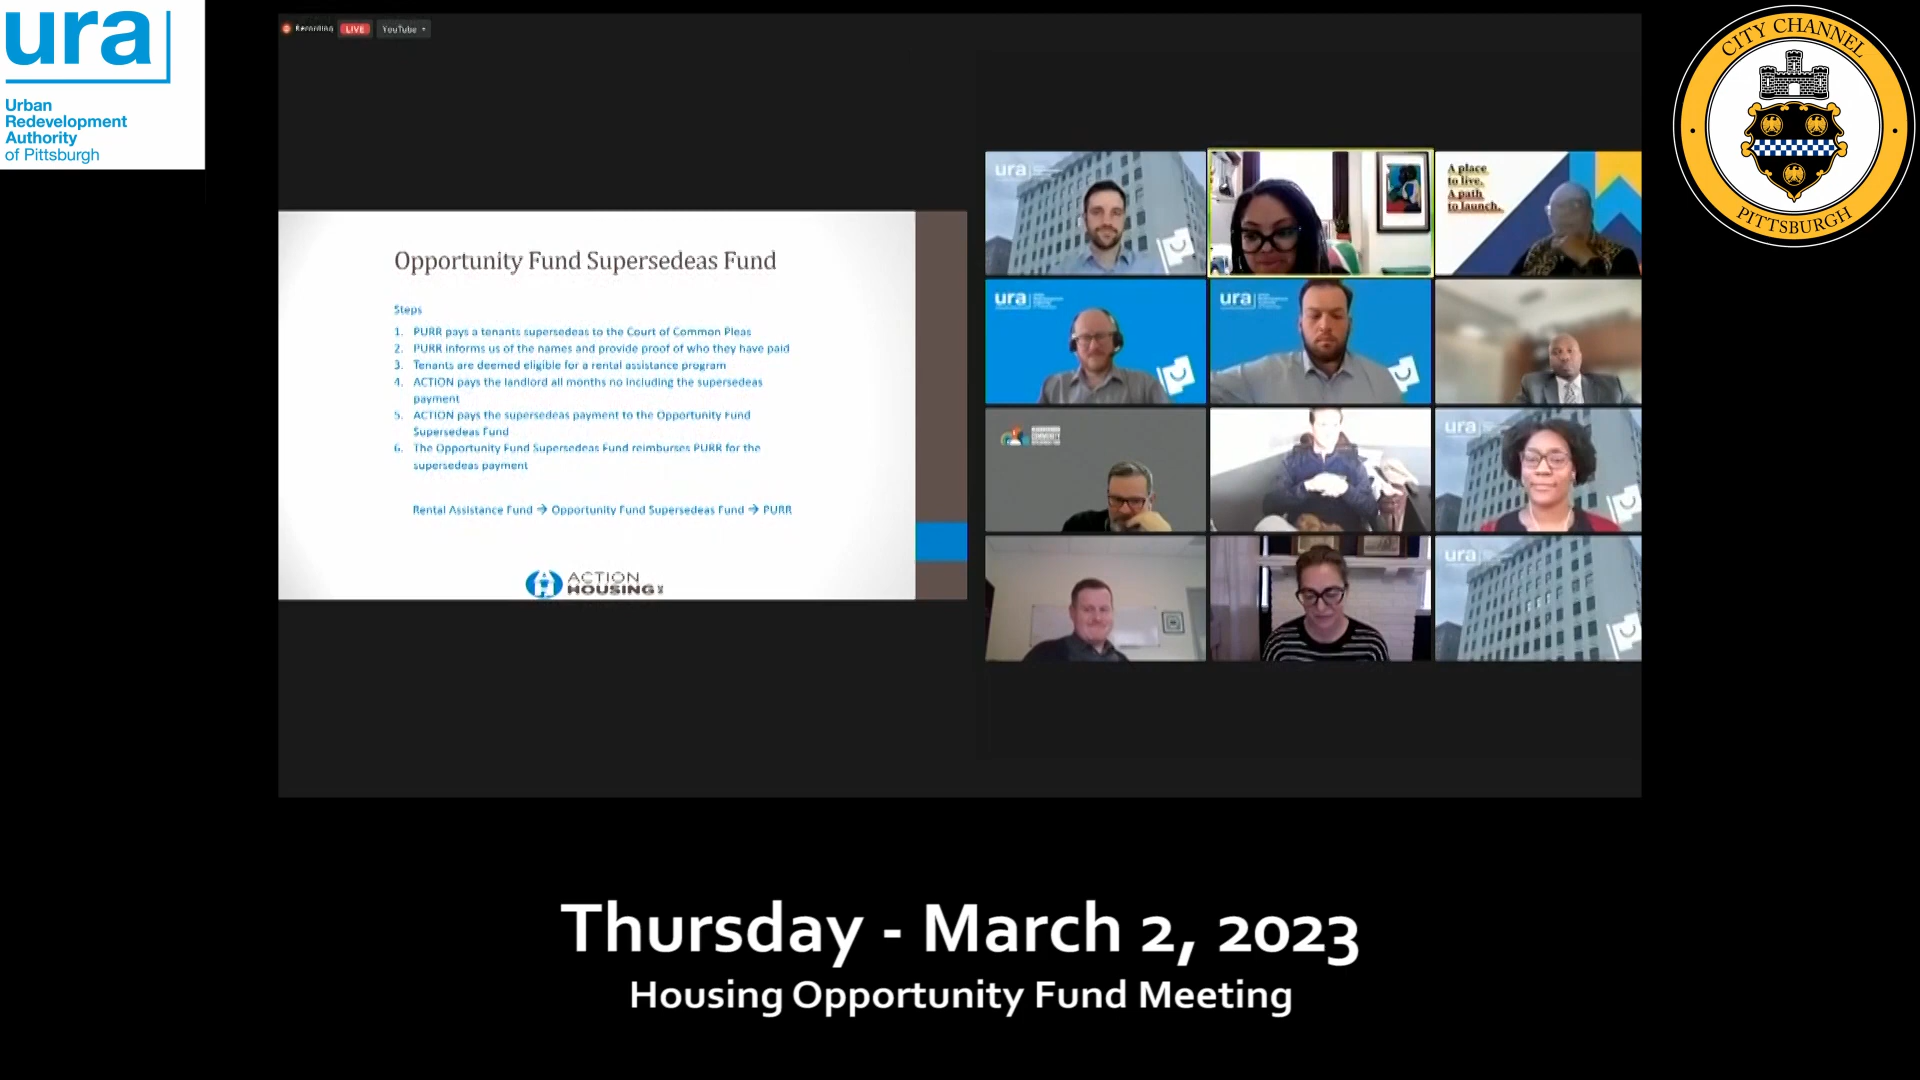 ura
Urban
Redevelopment
Authority
of Pittsburgh
Recording LIVE YouTube
CITY CHANNEL
PITTSBURGH
Opportunity Fund Supersedeas Fund
Steps
1. PURR pays a tenants supersedeas to the Court of Common Pleas
2. PURR informs us of the names and provide proof of who they have paid
3. Tenants are deemed eligible for a rental assistance program
4. ACTION pays the landlord all months no including the supersedeas
payment
5. ACTION pays the supersedeas payment to the Opportunity Fund
Supersedeas Fund
6. The Opportunity Fund Supersedeas Fund reimburses PURR for the
supersedeas payment
Rental Assistance Fund → Opportunity Fund Supersedeas Fund → PURR
ACTION
HOUSING
ura
A place
to live.
A path
to launch.
ura
ura
COMMUNITY
ura
ura
Thursday - March 2, 2023
Housing Opportunity Fund Meeting